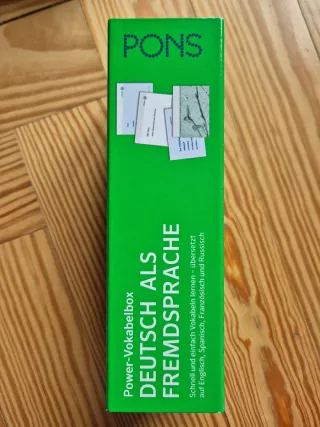 PONS
Power-Vokabelbox
DEUTSCH ALS
FREMDSPRACHE
Schnell und einfach Vokabeln lernen – übersetzt
auf Englisch, Spanisch, Französisch und Russisch